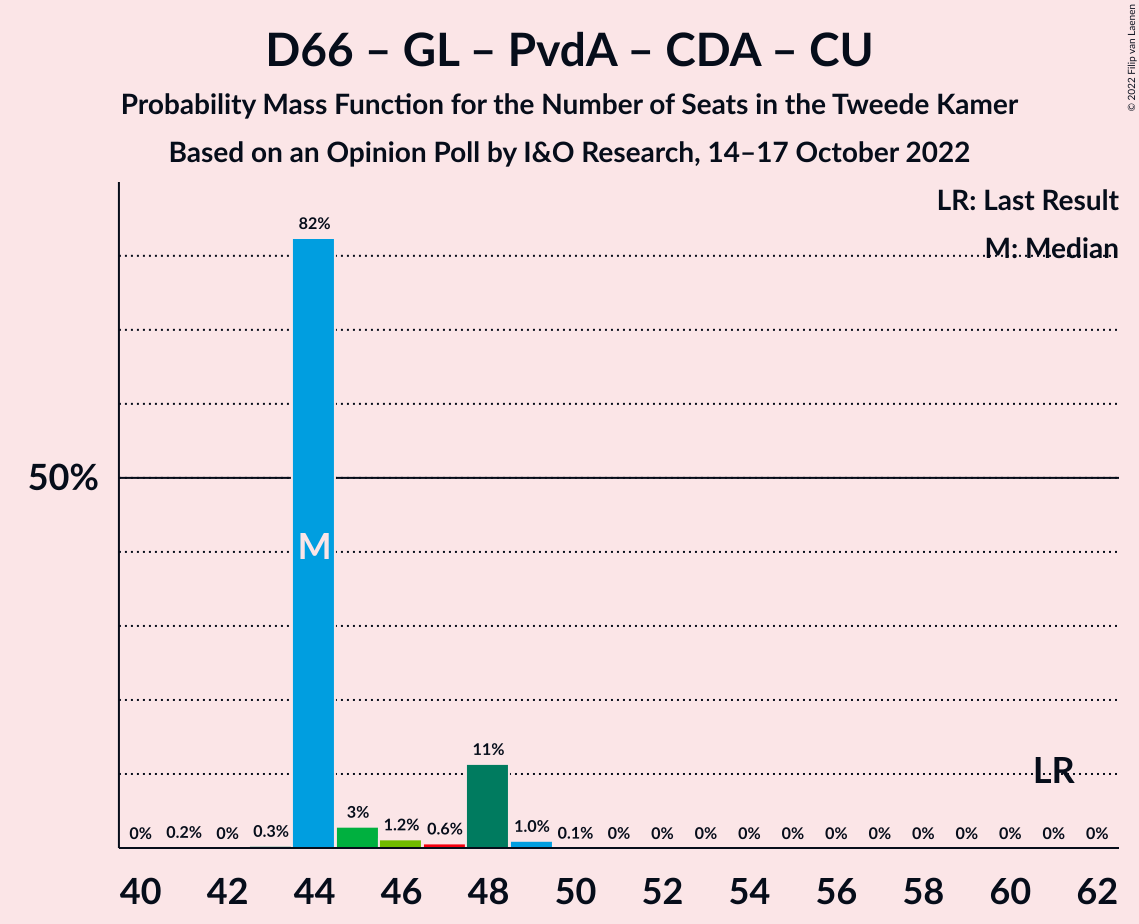 D66 – GL – PvdA – CDA – CU
Probability Mass Function for the Number of Seats in the Tweede Kamer
Based on an Opinion Poll by I&O Research, 14–17 October 2022
© 2022 Filip van Laenen
LR: Last Result
M: Median
50%
82%
M
11%
LR
0% 0.2% 0% 0.3% 3% 1.2% 0.6% 1.0% 0.1% 0% 0% 0% 0% 0% 0% 0% 0% 0% 0% 0% 0%
40 42 44 46 48 50 52 54 56 58 60 62